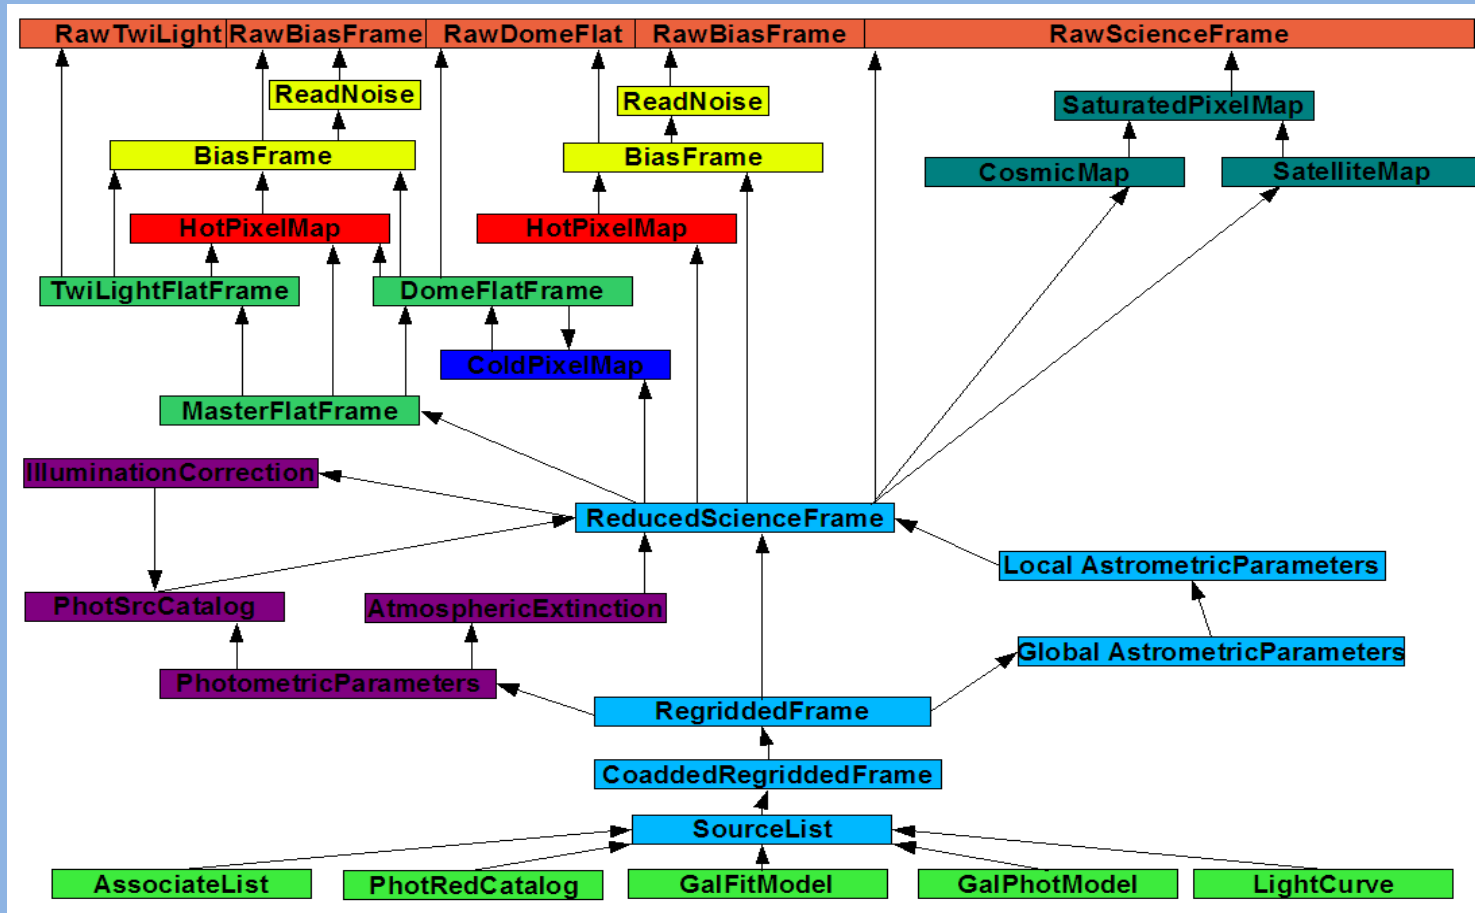 RawTwiLight RawBiasFrame RawDomeFlat RawBiasFrame RawScienceFrame
ReadNoise ReadNoise SaturatedPixelMap
BiasFrame BiasFrame CosmicMap SatelliteMap
HotPixelMap HotPixelMap
TwiLightFlatFrame DomeFlatFrame
ColdPixelMap
MasterFlatFrame
IlluminationCorrection
ReducedScienceFrame
Local AstrometricParameters
PhotSrcCatalog AtmosphericExtinction
Global AstrometricParameters
PhotometricParameters
RegriddedFrame
CoaddedRegriddedFrame
SourceList
AssociateList PhotRedCatalog GalFitModel GalPhotModel LightCurve